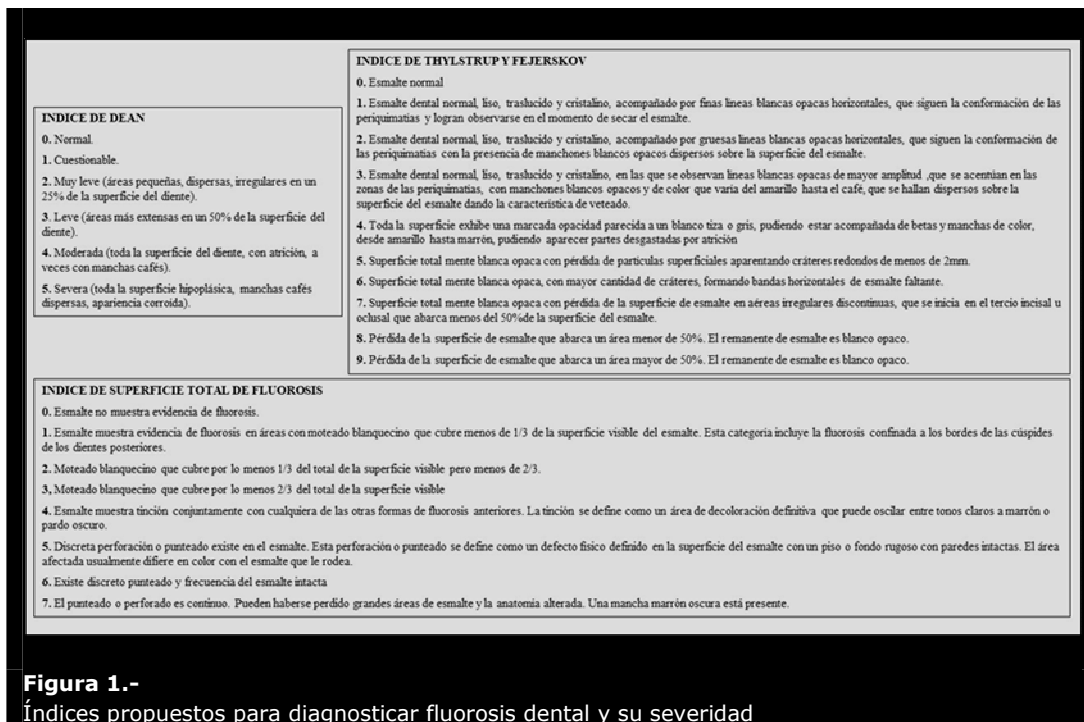 INDICE DE DEAN
0. Normal.
1. Cuestionable.
2. Muy leve (áreas pequeñas, dispersas, irregulares en un
25% de la superficie del diente).
3. Leve (áreas más extensas en un 50% de la superficie del
diente).
4. Moderada (toda la superficie del diente, con atrición, a
veces con manchas cafés).
5. Severa (toda la superficie hipoplásica, manchas cafés
dispersas, apariencia corroida).
INDICE DE THYLSTRUP Y FEJERSKOV
0. Esmalte normal
1. Esmalte dental normal, liso, traslucido y cristalino, acompañado por finas lineas blancas opacas horizontales, que siguen la conformación de las
periquimatias y logran observarse en el momento de secar el esmalte.
2. Esmalte dental normal, liso, traslucido y cristalino, acompañado por gruesas lineas blancas opacas horizontales, que siguen la conformación de
las periquimatias con la presencia de manchones blancos opacos dispersos sobre la superficie del esmalte.
3. Esmalte dental normal, liso, traslucido y cristalino, en las que se observan lineas blancas opacas de mayor amplitud ,que se acentúan en las
zonas de las periquimatias, con manchones blancos opacos y de color que varia del amarillo hasta el café, que se hallan dispersos sobre la
superficie del esmalte dando la característica de veteado.
4. Toda la superficie exhibe una marcada opacidad parecida a un blanco tiza o gris, pudiendo estar acompañada de betas y manchas de color,
desde amarillo hasta marrón, pudiendo aparecer partes desgastadas por atrición
5. Superficie total mente blanca opaca con pérdida de particulas superficiales aparentando cráteres redondos de menos de 2mm.
6. Superficie total mente blanca opaca, con mayor cantidad de cráteres, formando bandas horizontales de esmalte faltante.
7. Superficie total mente blanca opaca con pérdida de la superficie de esmalte en aéreas irregulares discontinuas, que se inicia en el tercio incisal u
oclusal que abarca menos del 50%de la superficie del esmalte.
8. Pérdida de la superficie de esmalte que abarca un área menor de 50%. El remanente de esmalte es blanco opaco.
9. Pérdida de la superficie de esmalte que abarca un área mayor de 50%. El remanente de esmalte es blanco opaco.
INDICE DE SUPERFICIE TOTAL DE FLUOROSIS
0. Esmalte no muestra evidencia de fluorosis.
1. Esmalte muestra evidencia de fluorosis en áreas con moteado blanquecino que cubre menos de 1/3 de la superficie visible del esmalte. Esta categoria incluye la fluorosis confinada a los bordes de las cúspides
de los dientes posteriores.
2. Moteado blanquecino que cubre por lo menos 1/3 del total de la superficie visible pero menos de 2/3.
3, Moteado blanquecino que cubre por lo menos 2/3 del total de la superficie visible
4. Esmalte muestra tinción conjuntamente con cualquiera de las otras formas de fluorosis anteriores. La tinción se define como un área de decoloración definitiva que puede oscilar entre tonos claros a marrón o
pardo oscuro.
5. Discreta perforación o punteado existe en el esmalte. Esta perforación o punteado se define como un defecto fisico definido en la superficie del esmalte con un piso o fondo rugoso con paredes intactas. El área
afectada usualmente difiere en color con el esmalte que le rodea.
6. Existe discreto punteado y frecuencia del esmalte intacta
7. El punteado o perforado es continuo. Pueden haberse perdido grandes áreas de esmalte y la anatomia alterada. Una mancha marrón oscura está presente.
Figura 1.-
Índices propuestos para diagnosticar fluorosis dental y su severidad